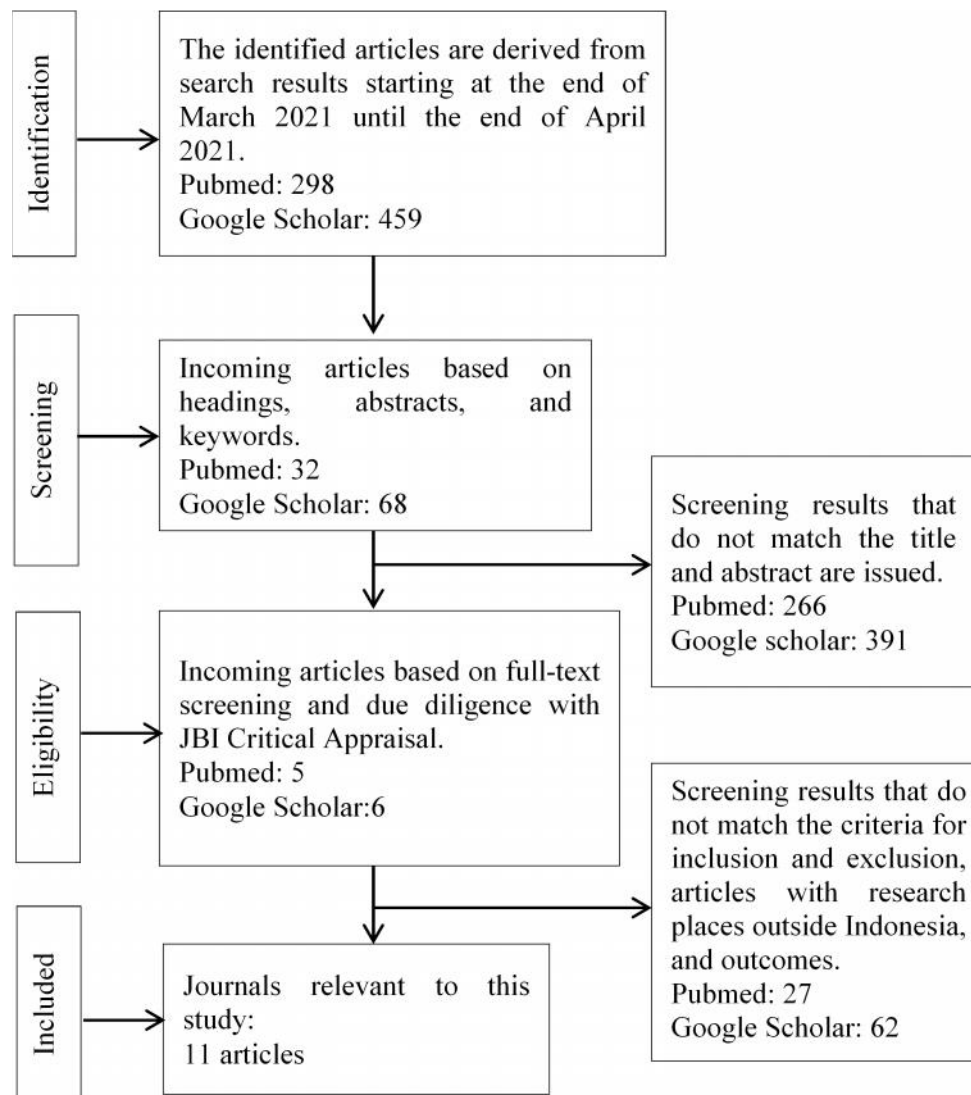 Identification
The identified articles are derived from
search results starting at the end of
March 2021 until the end of April
2021.
Pubmed: 298
Google Scholar: 459
Screening
Incoming articles based on
headings, abstracts, and
keywords.
Pubmed: 32
Google Scholar: 68
Screening results that
do not match the title
and abstract are issued.
Pubmed: 266
Google scholar: 391
Eligibility
Incoming articles based on full-text
screening and due diligence with
JBI Critical Appraisal.
Pubmed: 5
Google Scholar:6
Screening results that do
not match the criteria for
inclusion and exclusion,
articles with research
places outside Indonesia,
and outcomes.
Pubmed: 27
Google Scholar: 62
Included
Journals relevant to this
study:
11 articles